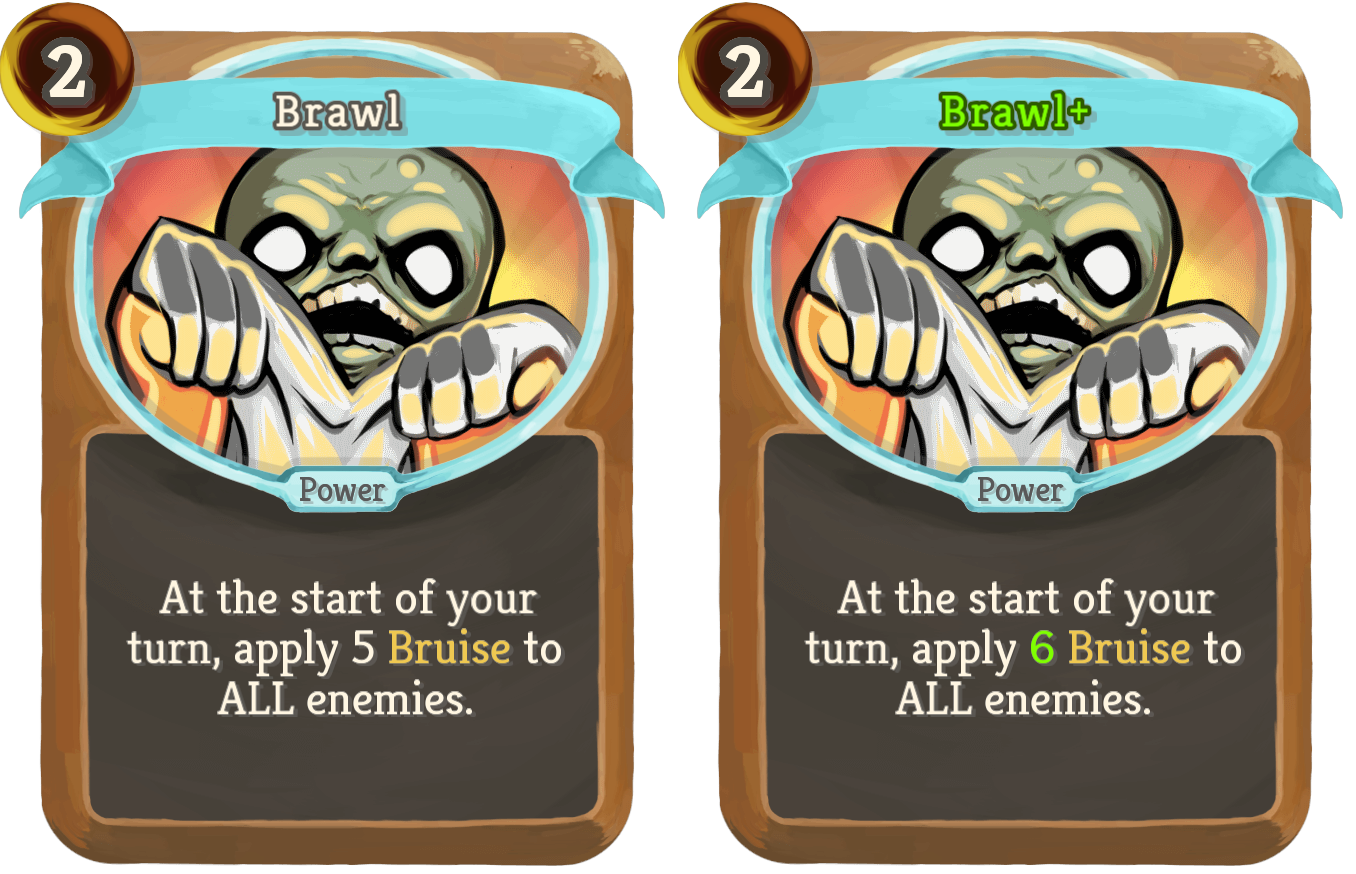 2
Brawl
Power
At the start of your
turn, apply 5 Bruise to
ALL enemies.
2
Brawl+
Power
At the start of your
turn, apply 6 Bruise to
ALL enemies.